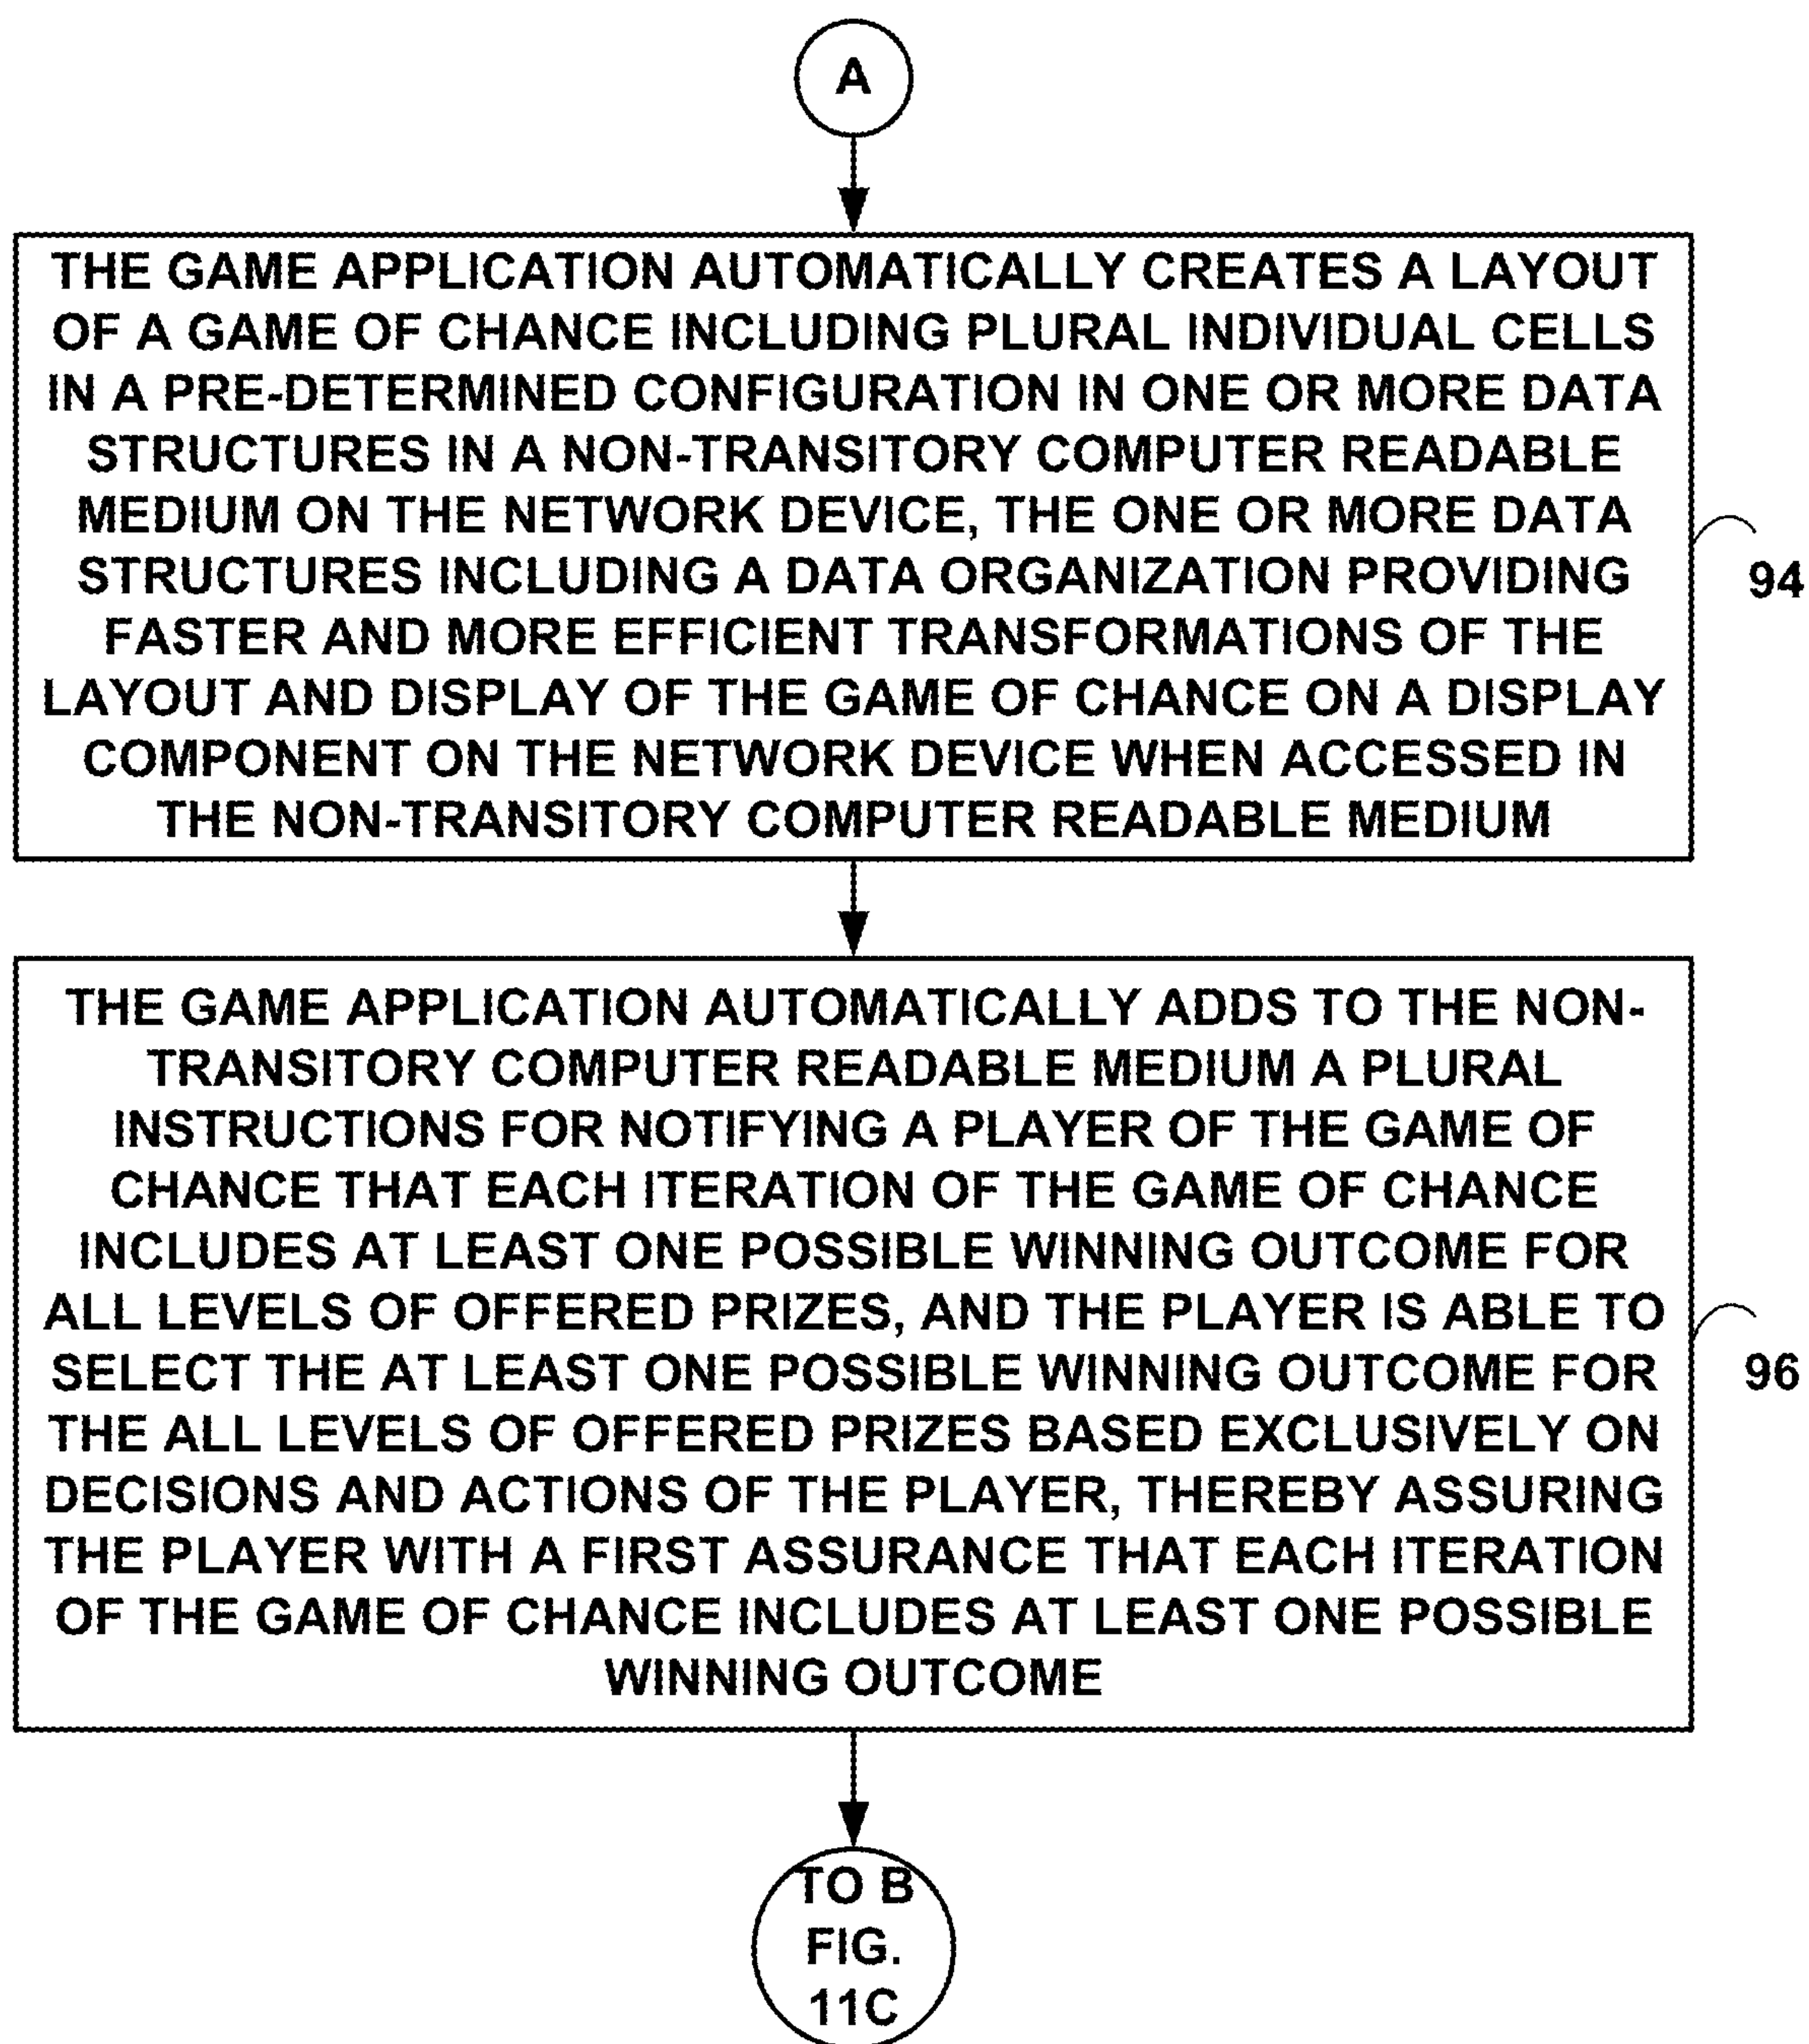 A
THE GAME APPLICATION AUTOMATICALLY CREATES A LAYOUT
OF A GAME OF CHANCE INCLUDING PLURAL INDIVIDUAL CELLS
IN A PRE-DETERMINED CONFIGURATION IN ONE OR MORE DATA
STRUCTURES IN A NON-TRANSITORY COMPUTER READABLE
MEDIUM ON THE NETWORK DEVICE, THE ONE OR MORE DATA
STRUCTURES INCLUDING A DATA ORGANIZATION PROVIDING
FASTER AND MORE EFFICIENT TRANSFORMATIONS OF THE
LAYOUT AND DISPLAY OF THE GAME OF CHANCE ON A DISPLAY
COMPONENT ON THE NETWORK DEVICE WHEN ACCESSED IN
THE NON-TRANSITORY COMPUTER READABLE MEDIUM
94
THE GAME APPLICATION AUTOMATICALLY ADDS TO THE NON-
TRANSITORY COMPUTER READABLE MEDIUM A PLURAL
INSTRUCTIONS FOR NOTIFYING A PLAYER OF THE GAME OF
CHANCE THAT EACH ITERATION OF THE GAME OF CHANCE
INCLUDES AT LEAST ONE POSSIBLE WINNING OUTCOME FOR
ALL LEVELS OF OFFERED PRIZES, AND THE PLAYER IS ABLE TO
SELECT THE AT LEAST ONE POSSIBLE WINNING OUTCOME FOR
THE ALL LEVELS OF OFFERED PRIZES BASED EXCLUSIVELY ON
DECISIONS AND ACTIONS OF THE PLAYER, THEREBY ASSURING
THE PLAYER WITH A FIRST ASSURANCE THAT EACH ITERATION
OF THE GAME OF CHANCE INCLUDES AT LEAST ONE POSSIBLE
WINNING OUTCOME
96
TO B
FIG.
11C